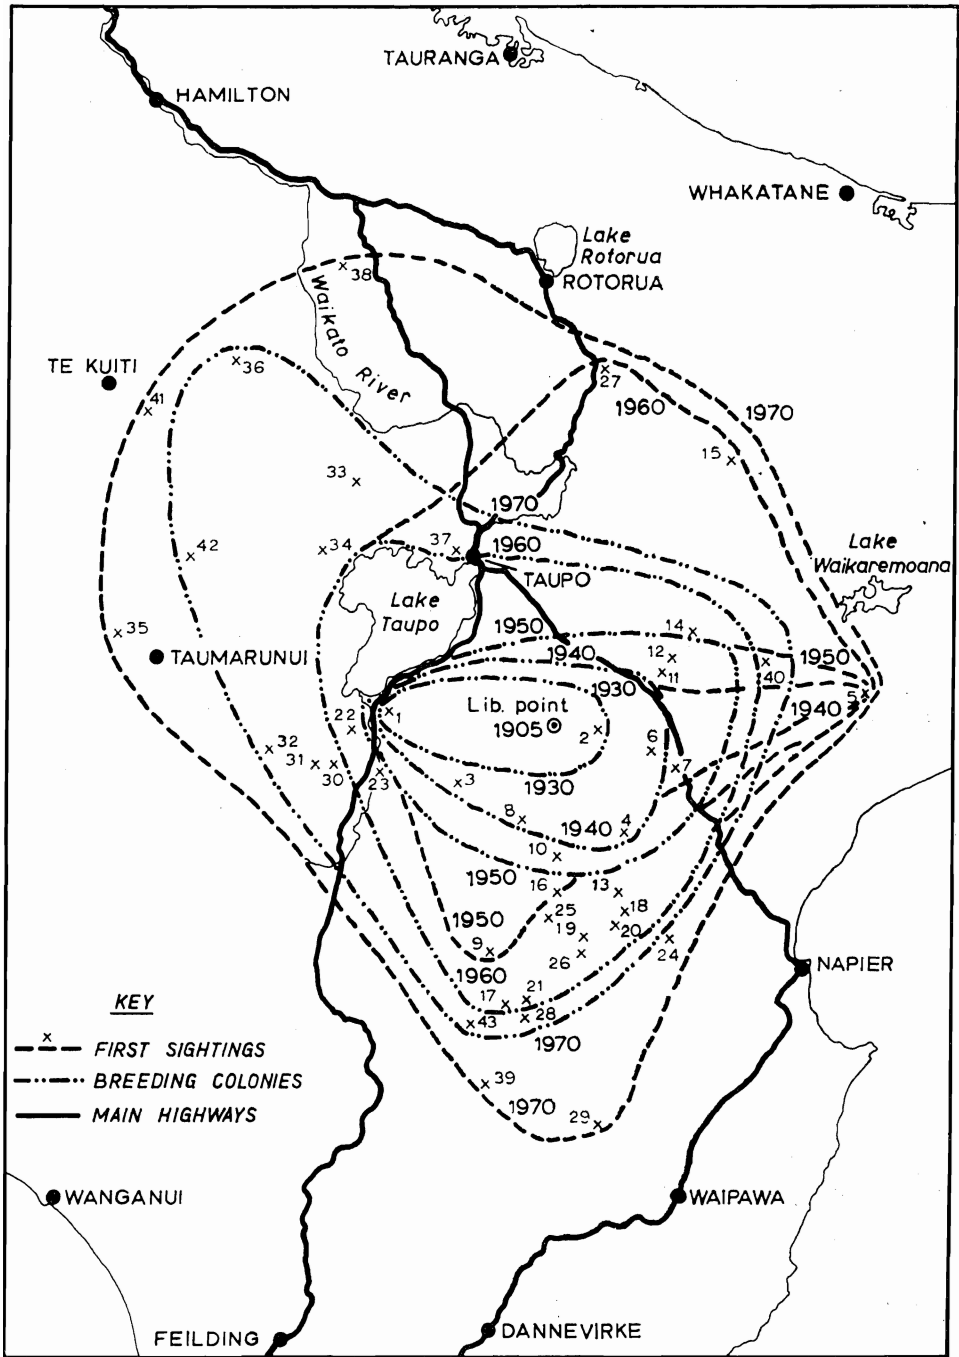 TAURANGA
HAMILTON
WHAKATANE
Lake
Rotorua
ROTORUA
38
Waikato River
TE KUITI
36
27
41
1960
1970
15
33
1970
42
34
37
1960
TAUPO
Lake
Waikaremoana
Lake
Taupo
35
TAUMARUNUI
1950
14
1940
12
11
1950
40
5
1930
1940
Lib. point
1905
1
2
22
6
32
31
30
23
3
7
1930
8
1940
4
10
1950
16
13
25
18
1950
19
20
9
26
24
1960
NAPIER
KEY
17
21
43
28
FIRST SIGHTINGS
1970
BREEDING COLONIES
39
MAIN HIGHWAYS
1970
29
WANGANUI
WAIPAWA
FEILDING
DANNEVIRKE